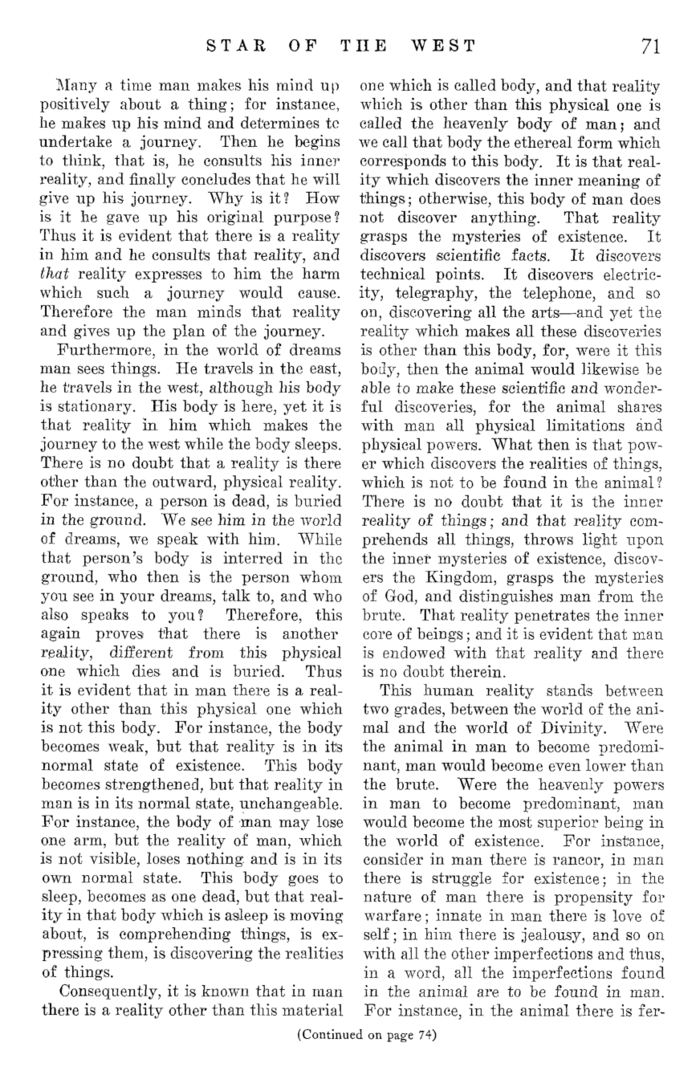 STAR OF THE WEST 71
Many a time man makes his mind up
positively about a thing; for instance,
he makes up his mind and determines to
undertake a journey. Then he begins
to think, that is, he consults his inner
reality, and finally concludes that he will
give up his journey. Why is it? How
is it he gave up his original purpose?
Thus it is evident that there is a reality
in him and he consults that reality, and
that reality expresses to him the harm
which such a journey would cause.
Therefore the man minds that reality
and gives up the plan of the journey.
Furthermore, in the world of dreams
man sees things. He travels in the east,
he travels in the west, although his body
is stationary. His body is here, yet it is
that reality in him which makes the
journey to the west while the body sleeps.
There is no doubt that a reality is there
other than the outward, physical reality.
For instance, a person is dead, is buried
in the ground. We see him in the world
of dreams, we speak with him. While
that person's body is interred in the
ground, who then is the person whom
you see in your dreams, talk to, and who
also speaks to you? Therefore, this
again proves that there is another
reality, different from this physical
one which dies and is buried. Thus
it is evident that in man there is a real-
ity other than this physical one which
is not this body. For instance, the body
becomes weak, but that reality is in its
normal state of existence. This body
becomes strengthened, but that reality in
man is in its normal state, unchangeable.
For instance, the body of man may lose
one arm, but the reality of man, which
is not visible, loses nothing and is in its
own normal state. This body goes to
sleep, becomes as one dead, but that real-
ity in that body which is asleep is moving
about, is comprehending things, is ex-
pressing them, is discovering the realities
of things.
Consequently, it is known that in man
there is a reality other than this material
one which is called body, and that reality
which is other than this physical one is
called the heavenly body of man; and
we call that body the ethereal form which
corresponds to this body. It is that real-
ity which discovers the inner meaning of
things; otherwise, this body of man does
not discover anything. That reality
grasps the mysteries of existence. It
discovers scientific facts. It discovers
technical points. It discovers electric-
ity, telegraphy, the telephone, and so
on, discovering all the arts—and yet the
reality which makes all these discoveries
is other than this body, for, were it this
body, then the animal would likewise be
able to make these scientific and wonder-
ful discoveries, for the animal shares
with man all physical limitations and
physical powers. What then is that pow-
er which discovers the realities of things,
which is not to be found in the animal?
There is no doubt that it is the inner
reality of things; and that reality com-
prehends all things, throws light upon
the inner mysteries of existence, discov-
ers the Kingdom, grasps the mysteries
of God, and distinguishes man from the
brute. That reality penetrates the inner
core of beings; and it is evident that man
is endowed with that reality and there
is no doubt therein.
This human reality stands between
two grades, between the world of the ani-
mal and the world of Divinity. Were
the animal in man to become predomi-
nant, man would become even lower than
the brute. Were the heavenly powers
in man to become predominant, man
would become the most superior being in
the world of existence. For instance,
consider in man there is rancor, in man
there is struggle for existence; in the
nature of man there is propensity for
warfare; innate in man there is love of
self; in him there is jealousy, and so on
with all the other imperfections and thus,
in a word, all the imperfections found
in the animal are to be found in man.
For instance, in the animal there is fer-
(Continued on page 74)